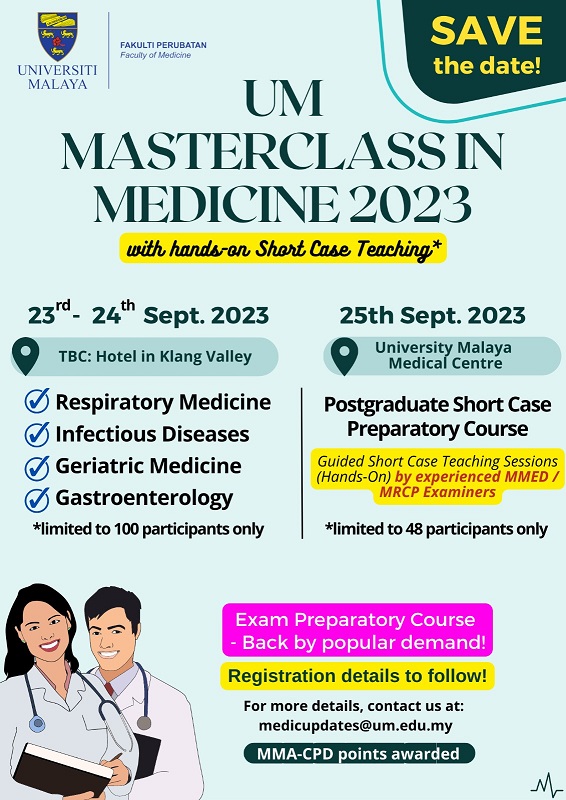 UNIVERSITI
MALAYA
FAKULTI PERUBATAN
Faculty of Medicine
SAVE
the date!
UM
MASTERCLASS IN
MEDICINE 2023
with hands-on Short Case Teaching*
23rd- 24th Sept. 2023
TBC: Hotel in Klang Valley
Respiratory Medicine
Infectious Diseases
Geriatric Medicine
Gastroenterology
*limited to 100 participants only
25th Sept. 2023
University Malaya
Medical Centre
Postgraduate Short Case
Preparatory Course
Guided Short Case Teaching Sessions
(Hands-On) by experienced MMED /
MRCP Examiners
*limited to 48 participants only
Exam Preparatory Course
- Back by popular demand!
Registration details to follow!
For more details, contact us at:
medicupdates@um.edu.my
MMA-CPD points awarded